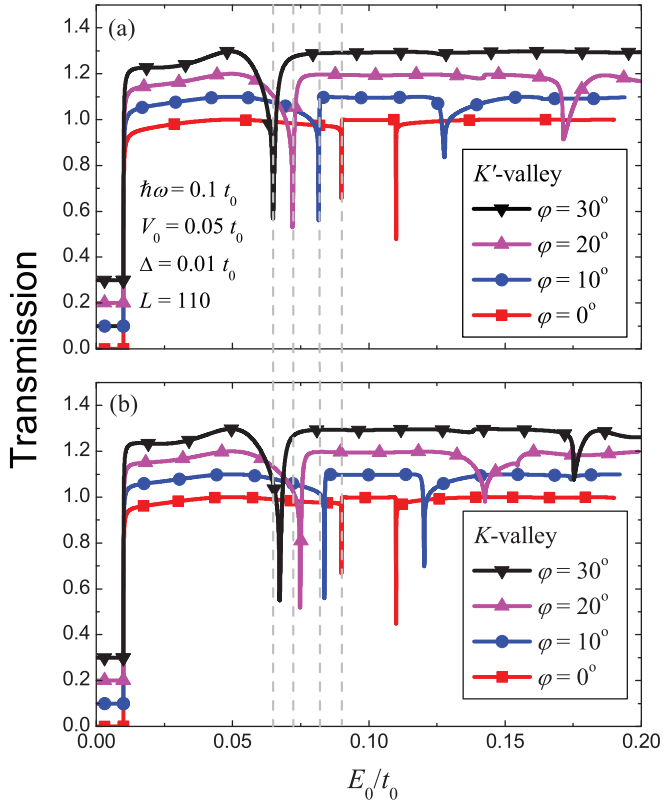 Transmission
(a)
1.4
1.2
1.0
0.8
0.6
0.4
0.2
0.0
ℏω = 0.1 t₀
V₀ = 0.05 t₀
Δ = 0.01 t₀
L = 110
K′-valley
φ = 30°
φ = 20°
φ = 10°
φ = 0°
(b)
1.4
1.2
1.0
0.8
0.6
0.4
0.2
0.0
K-valley
φ = 30°
φ = 20°
φ = 10°
φ = 0°
0.00 0.05 0.10 0.15 0.20
E₀/t₀